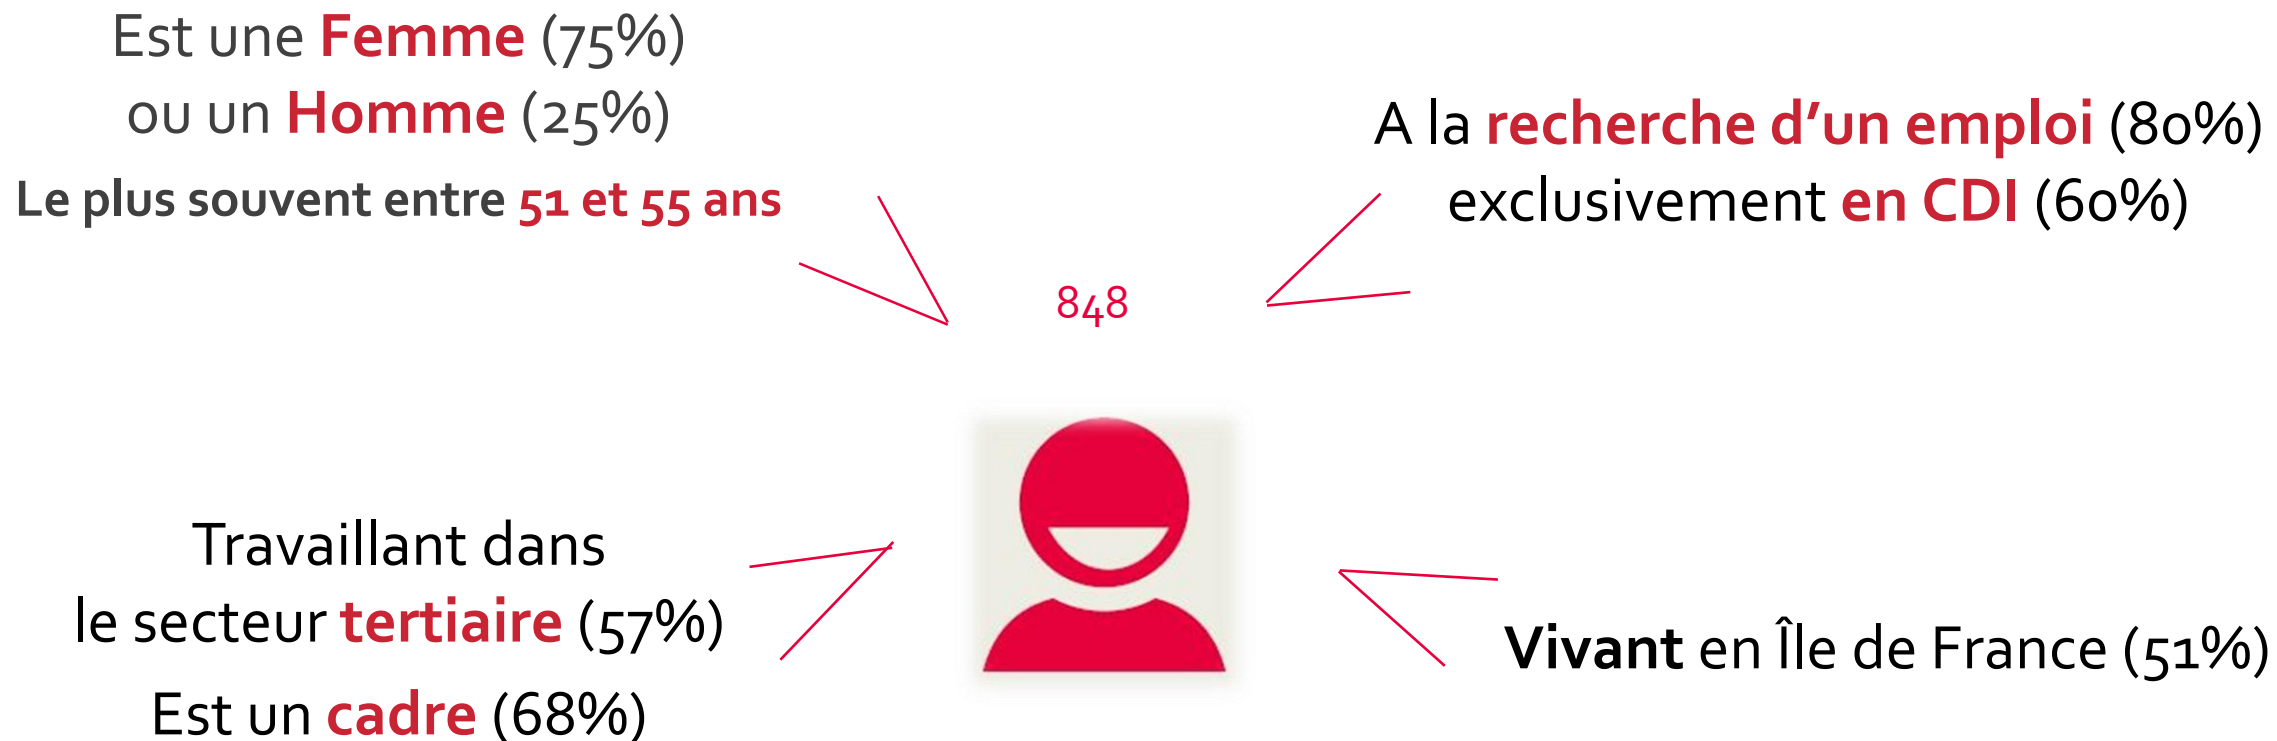 Est une Femme (75%)
ou un Homme (25%)
Le plus souvent entre 51 et 55 ans
A la recherche d’un emploi (80%)
exclusivement en CDI (60%)
848
Travaillant dans
le secteur tertiaire (57%)
Est un cadre (68%)
Vivant en Île de France (51%)